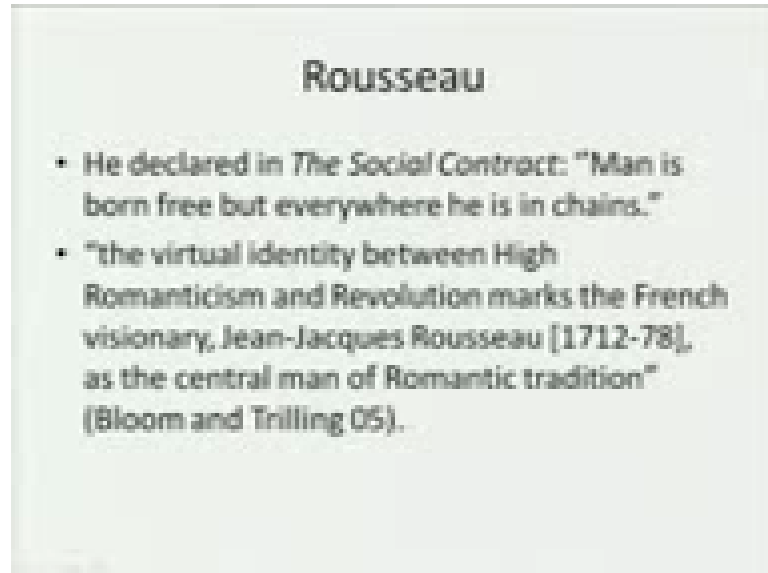 Rousseau
• He declared in The Social Contract: “Man is
born free but everywhere he is in chains.”
• “the virtual identity between High
Romanticism and Revolution marks the French
visionary, Jean-Jacques Rousseau [1712-78],
as the central man of Romantic tradition”
(Bloom and Trilling 05).